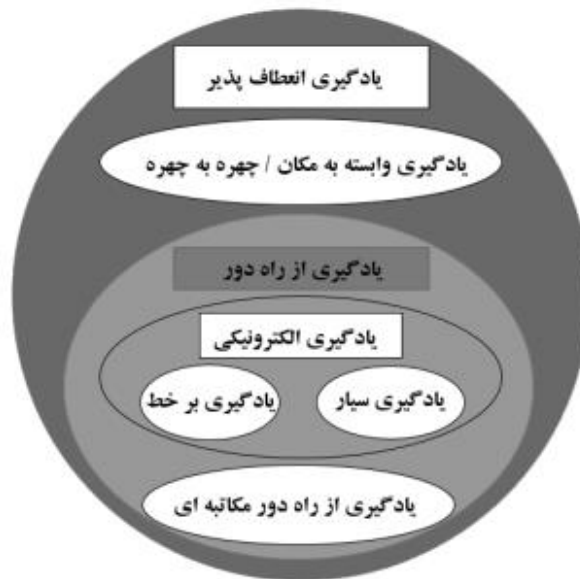 یادگیری انعطاف پذیر
یادگیری وابسته به مکان / چهره به چهره
یادگیری از راه دور
یادگیری الکترونیکی
یادگیری سیار
یادگیری بر خط
یادگیری از راه دور مکاتبه ای